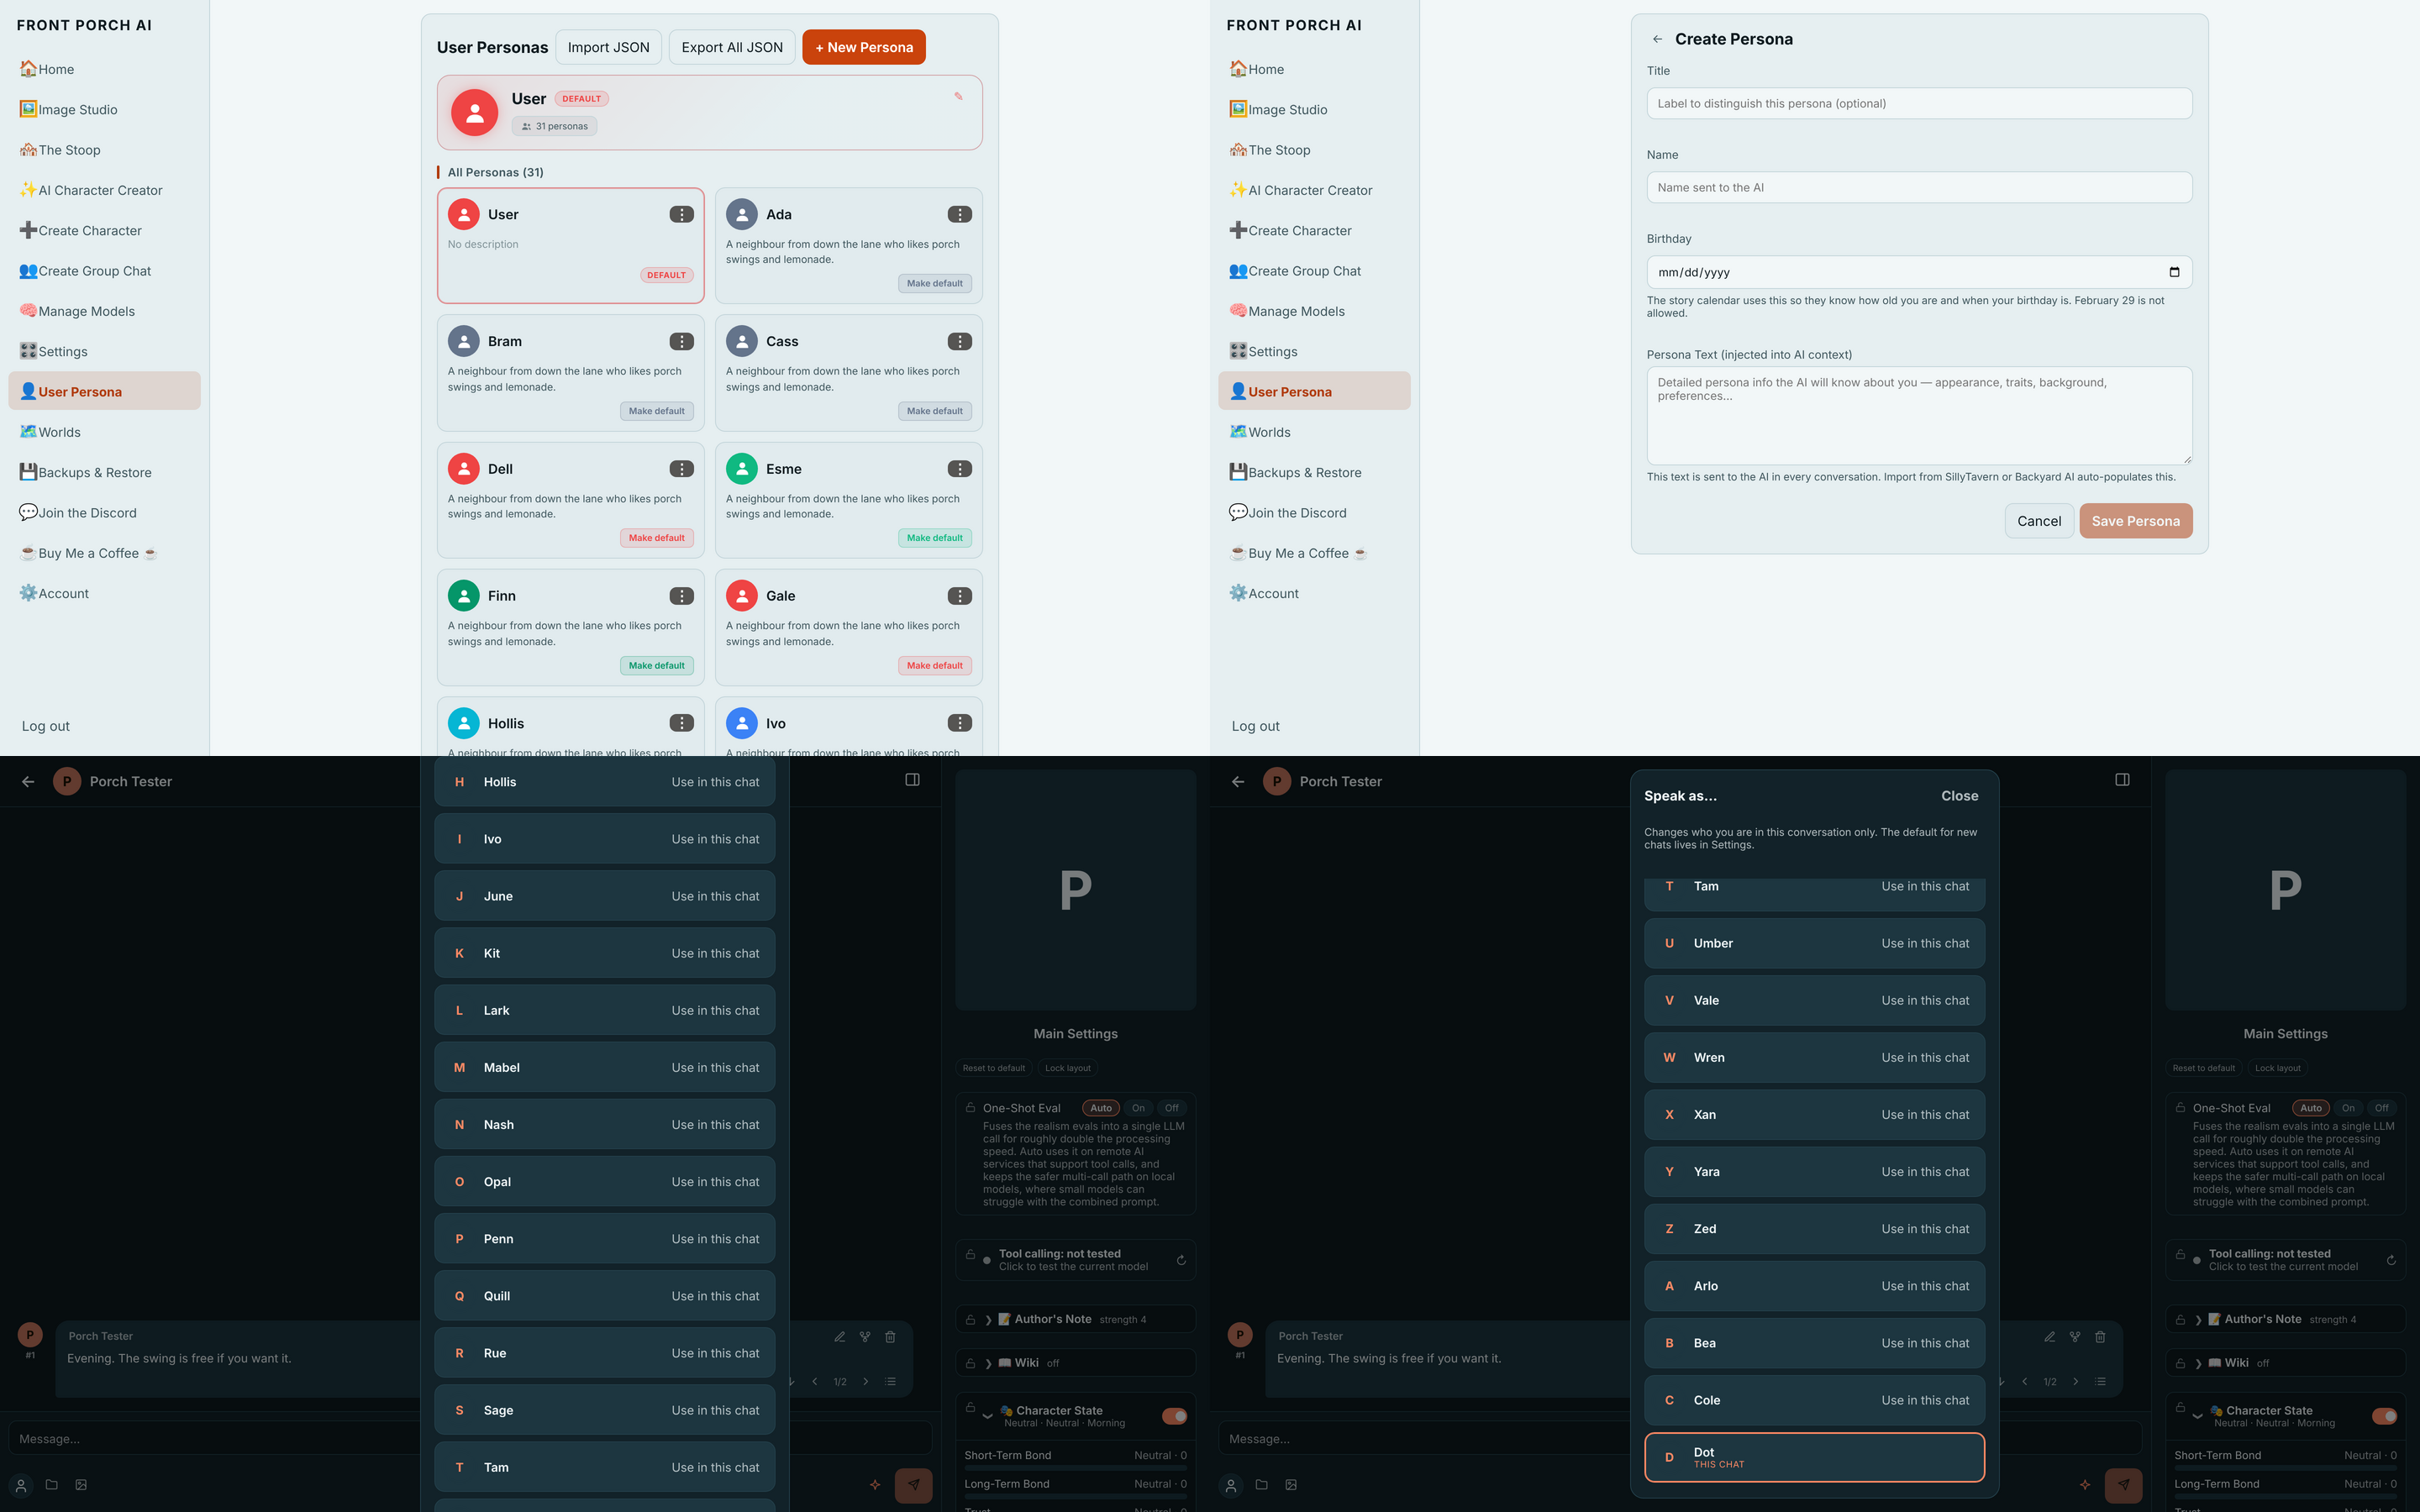 FRONT PORCH AI
Home
Image Studio
The Stoop
AI Character Creator
Create Character
Create Group Chat
Manage Models
Settings
User Persona
Worlds
Backups & Restore
Join the Discord
Buy Me a Coffee ☕
Account
Log out
User Personas
Import JSON
Export All JSON
+ New Persona
User DEFAULT
31 personas
All Personas (31)
User
No description
DEFAULT
Ada
A neighbour from down the lane who likes porch
swings and lemonade.
Make default
Bram
A neighbour from down the lane who likes porch
swings and lemonade.
Make default
Cass
A neighbour from down the lane who likes porch
swings and lemonade.
Make default
Dell
A neighbour from down the lane who likes porch
swings and lemonade.
Make default
Esme
A neighbour from down the lane who likes porch
swings and lemonade.
Make default
Finn
A neighbour from down the lane who likes porch
swings and lemonade.
Make default
Gale
A neighbour from down the lane who likes porch
swings and lemonade.
Make default
Hollis
A neighbour from down the lane who likes porch
Ivo
A neighbour from down the lane who likes porch
FRONT PORCH AI
Home
Image Studio
The Stoop
AI Character Creator
Create Character
Create Group Chat
Manage Models
Settings
User Persona
Worlds
Backups & Restore
Join the Discord
Buy Me a Coffee ☕
Account
Log out
← Create Persona
Title
Label to distinguish this persona (optional)
Name
Name sent to the AI
Birthday
mm/dd/yyyy
The story calendar uses this so they know how old you are and when your birthday is. February 29 is not
allowed.
Persona Text (injected into AI context)
Detailed persona info the AI will know about you — appearance, traits, background,
preferences...
This text is sent to the AI in every conversation. Import from SillyTavern or Backyard AI auto-populates this.
Cancel
Save Persona
P Porch Tester
H Hollis Use in this chat
I Ivo Use in this chat
J June Use in this chat
K Kit Use in this chat
L Lark Use in this chat
M Mabel Use in this chat
N Nash Use in this chat
O Opal Use in this chat
P Penn Use in this chat
Q Quill Use in this chat
R Rue Use in this chat
S Sage Use in this chat
T Tam Use in this chat
P
#1
Porch Tester
Evening. The swing is free if you want it.
1/2
Message...
P
Main Settings
Reset to default
Lock layout
One-Shot Eval Auto On Off
Fuses the realism evals into a single LLM
call for roughly double the processing
speed. Auto uses it on remote AI
services that support tool calls, and
keeps the safer multi-call path on local
models, where small models can
struggle with the combined prompt.
Tool calling: not tested
Click to test the current model
Author's Note strength 4
Wiki off
Character State
Neutral · Neutral · Morning
Short-Term Bond Neutral · 0
Long-Term Bond Neutral · 0
Trust
P Porch Tester
Speak as... Close
Changes who you are in this conversation only. The default for new
chats lives in Settings.
T Tam Use in this chat
U Umber Use in this chat
V Vale Use in this chat
W Wren Use in this chat
X Xan Use in this chat
Y Yara Use in this chat
Z Zed Use in this chat
A Arlo Use in this chat
B Bea Use in this chat
C Cole Use in this chat
D Dot
THIS CHAT
P
#1
Porch Tester
Evening. The swing is free if you want it.
1/2
Message...
P
Main Settings
Reset to default
Lock layout
One-Shot Eval Auto On Off
Fuses the realism evals into a single LLM
call for roughly double the processing
speed. Auto uses it on remote AI
services that support tool calls, and
keeps the safer multi-call path on local
models, where small models can
struggle with the combined prompt.
Tool calling: not tested
Click to test the current model
Author's Note strength 4
Wiki off
Character State
Neutral · Neutral · Morning
Short-Term Bond Neutral · 0
Long-Term Bond Neutral · 0